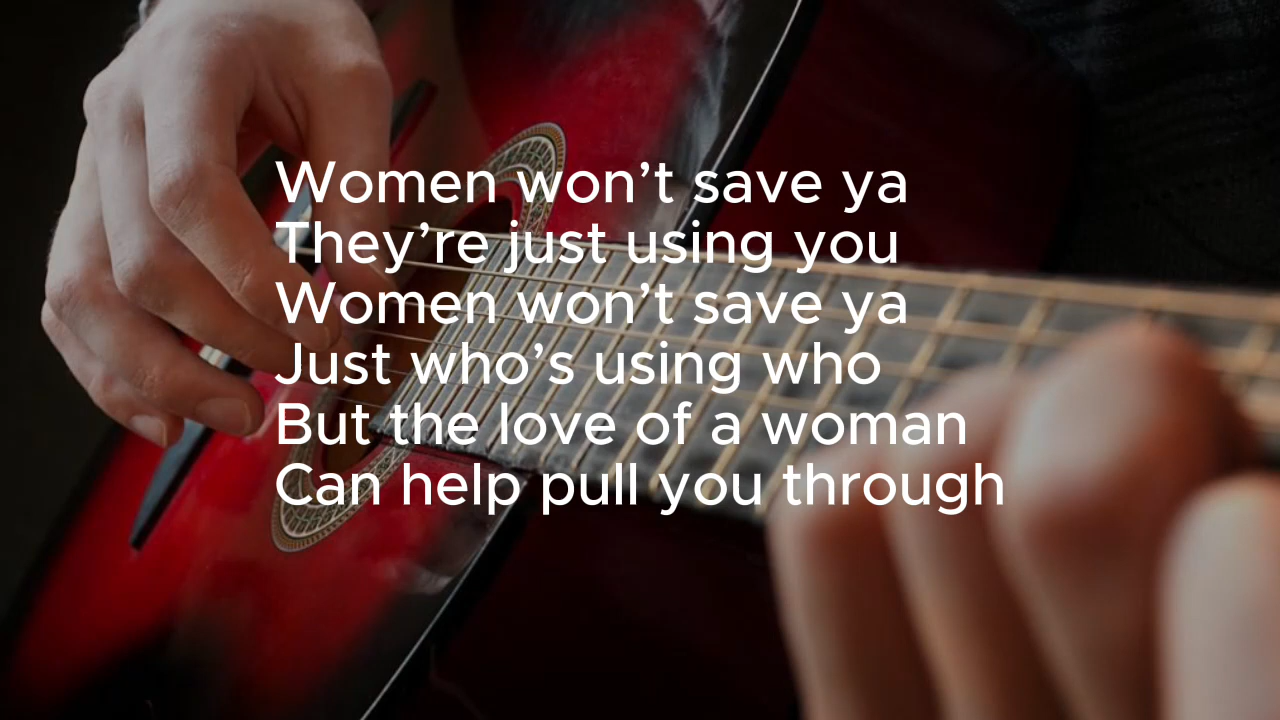 Women won’t save ya
They’re just using you
Women won’t save ya
Just who’s using who
But the love of a woman
Can help pull you through